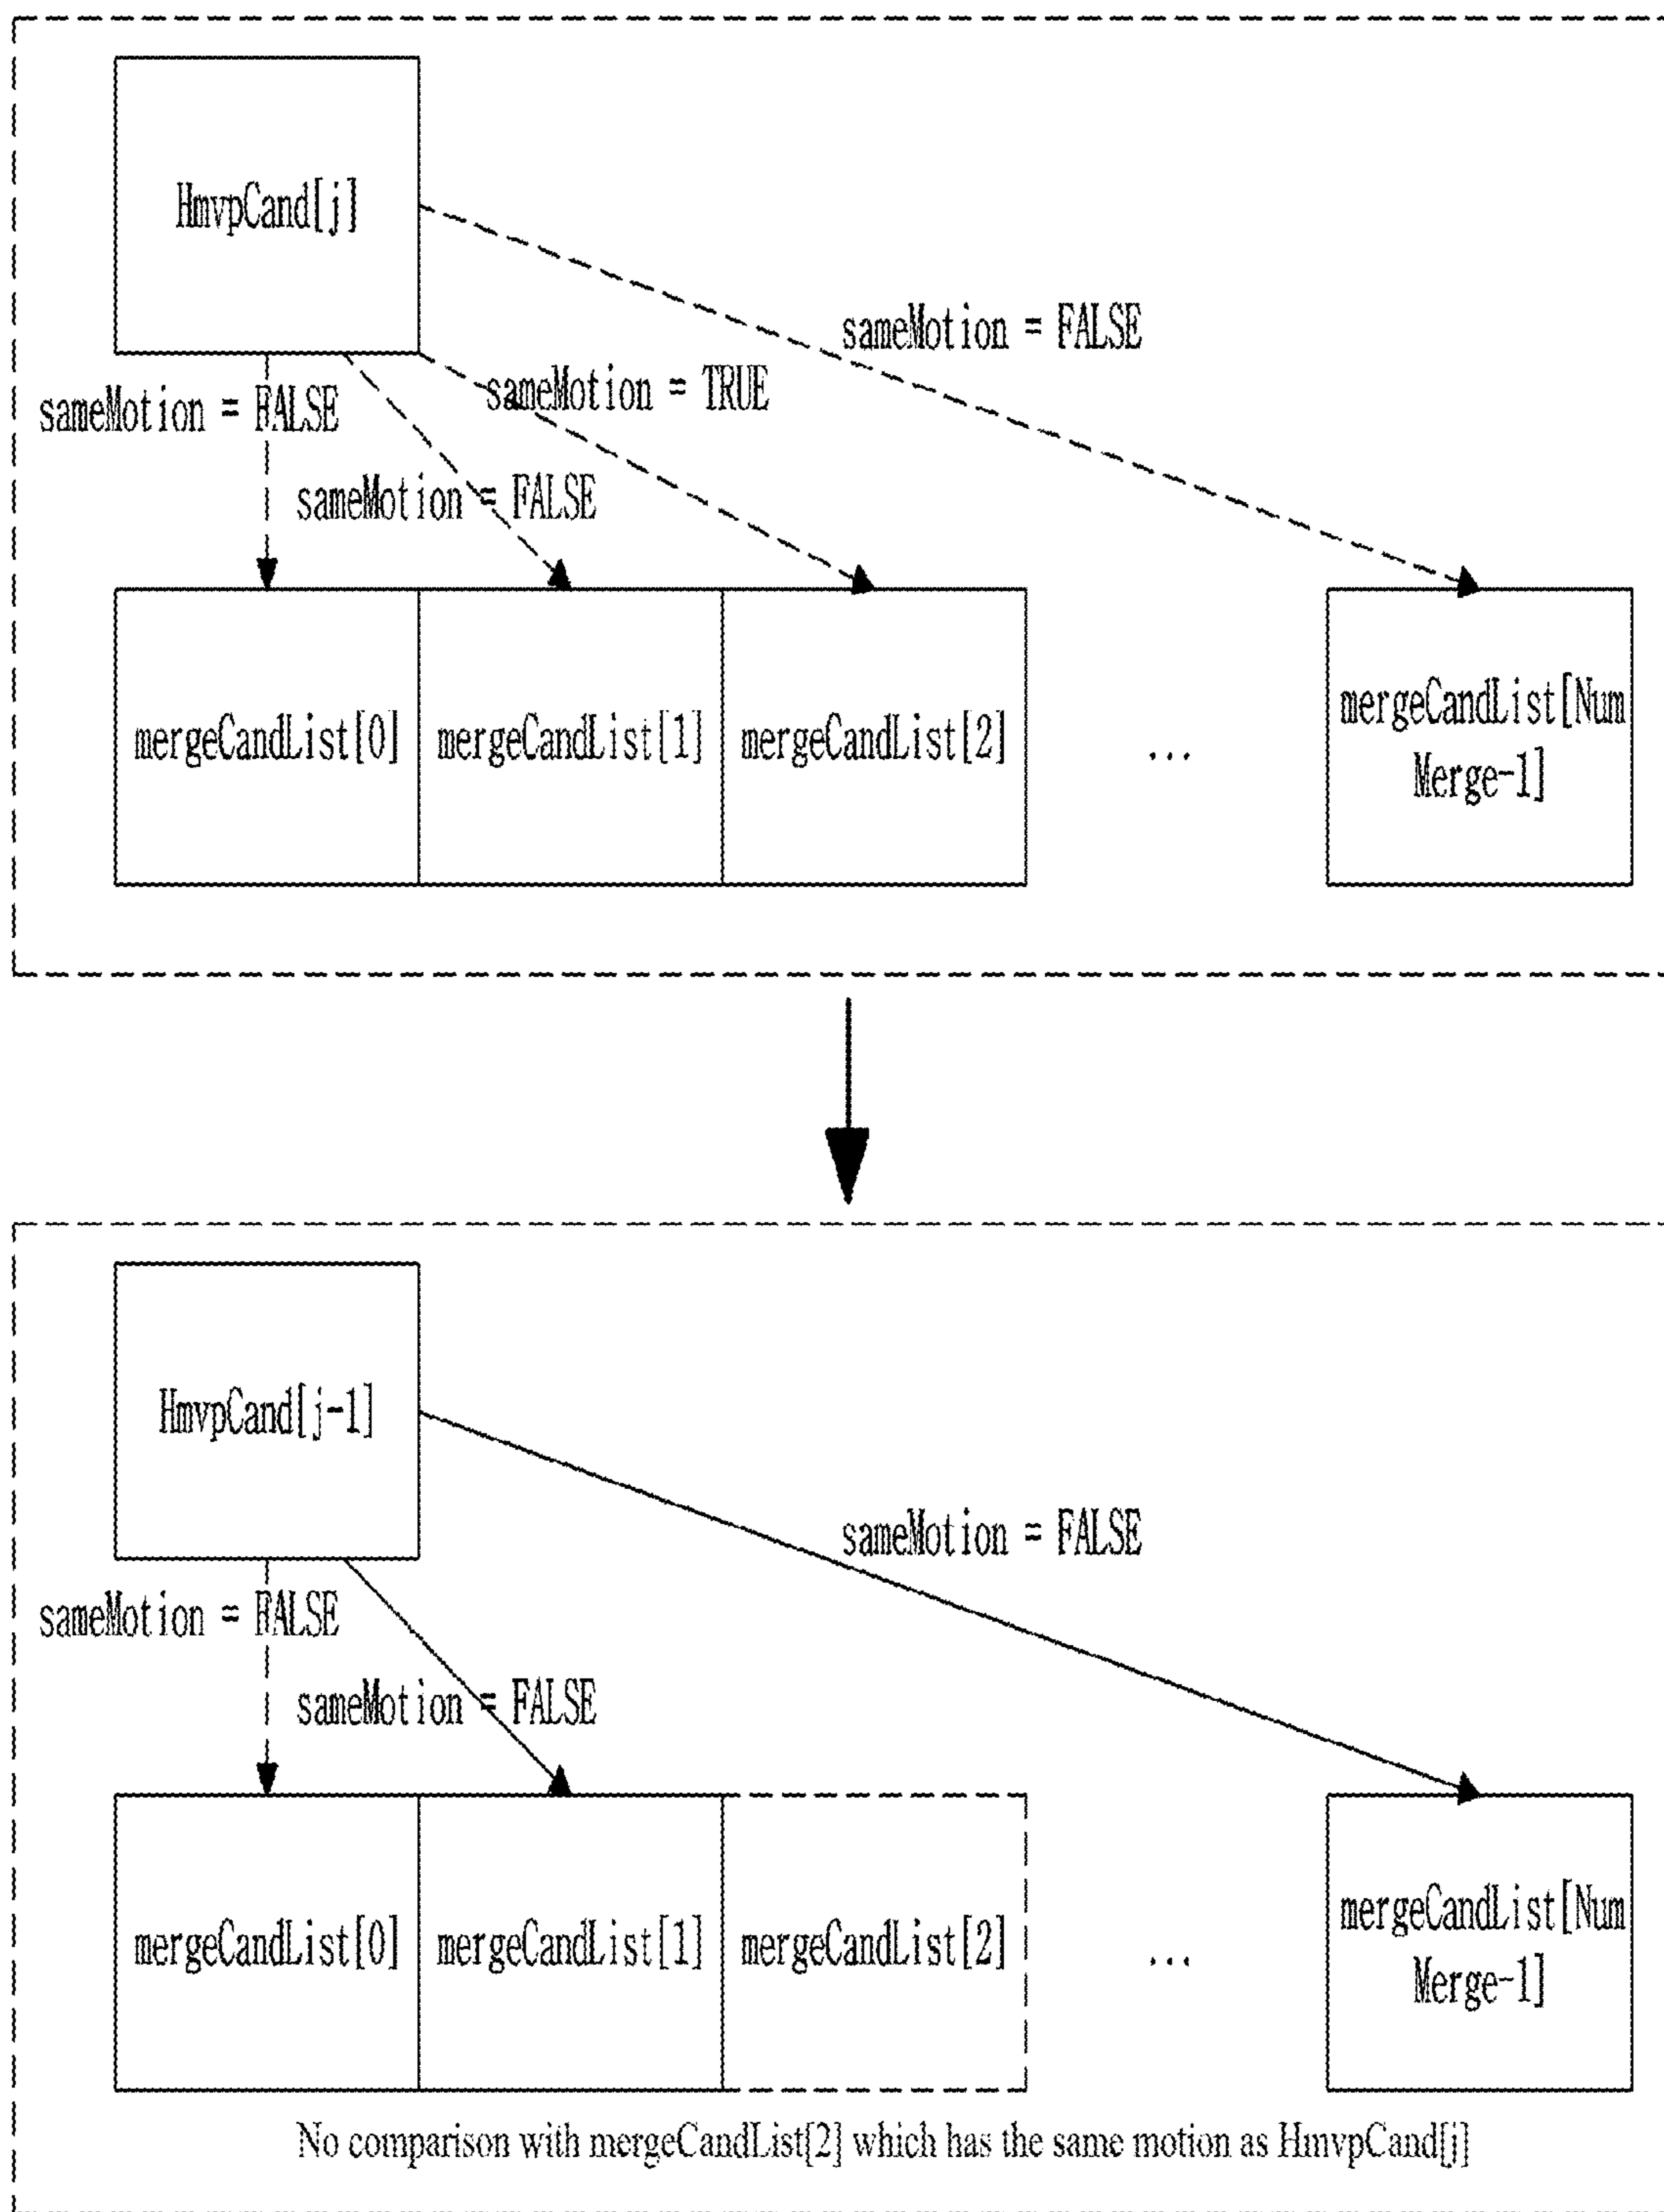 HmvpCand[j]
sameMotion = FALSE
sameMotion = TRUE
sameMotion = FALSE
sameMotion = FALSE
mergeCandList[0]
mergeCandList[1]
mergeCandList[2]
...
mergeCandList[Num
Merge-1]
HmvpCand[j-1]
sameMotion = FALSE
sameMotion = FALSE
sameMotion = FALSE
mergeCandList[0]
mergeCandList[1]
mergeCandList[2]
...
mergeCandList[Num
Merge-1]
No comparison with mergeCandList[2] which has the same motion as HmvpCand[j]